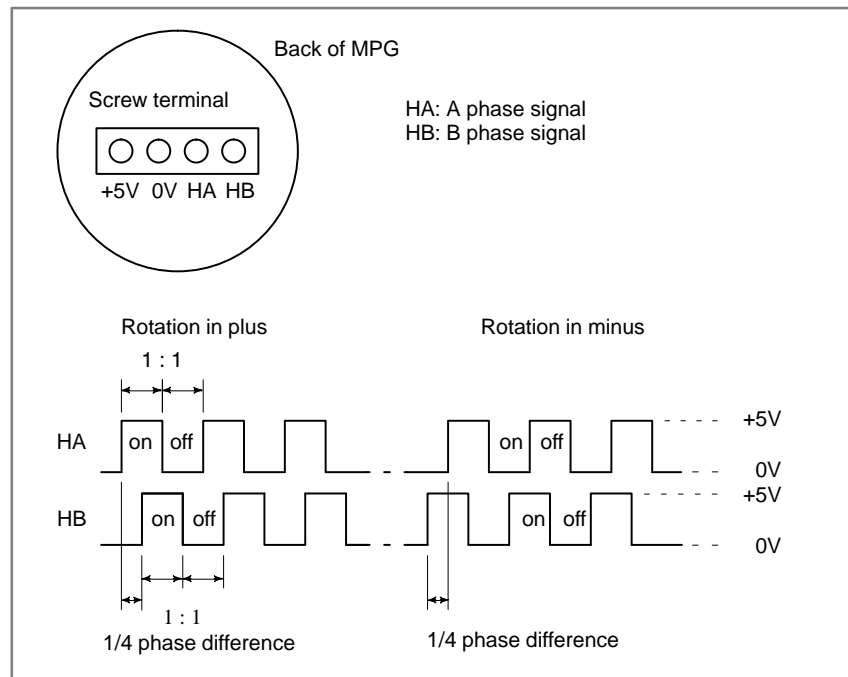 Back of MPG
Screw terminal
+5V 0V HA HB
HA: A phase signal
HB: B phase signal
Rotation in plus
Rotation in minus
1 : 1
HA
on off
on off
+5V
0V
HB
on off
on off
+5V
0V
1 : 1
1/4 phase difference
1/4 phase difference